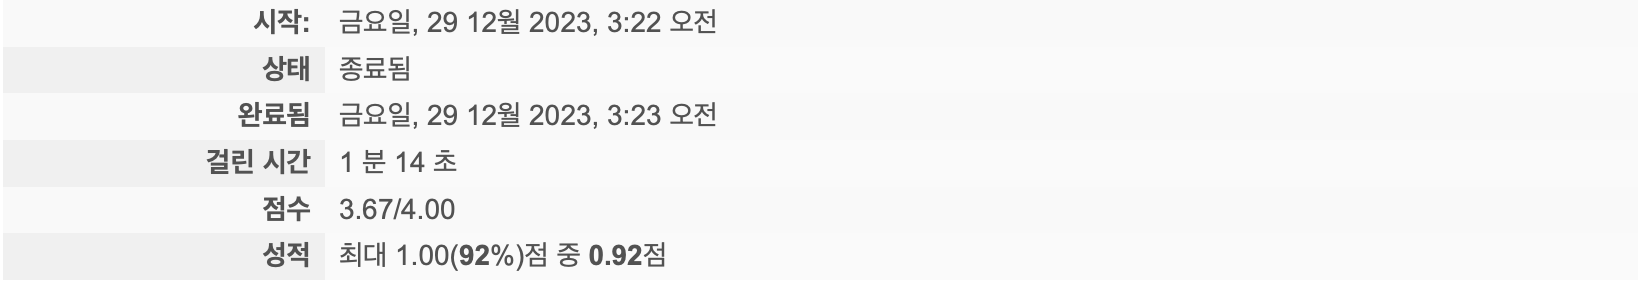 시작: 금요일, 29 12월 2023, 3:22 오전
상태 종료됨
완료됨 금요일, 29 12월 2023, 3:23 오전
걸린 시간 1 분 14 초
점수 3.67/4.00
성적 최대 1.00(92%)점 중 0.92점